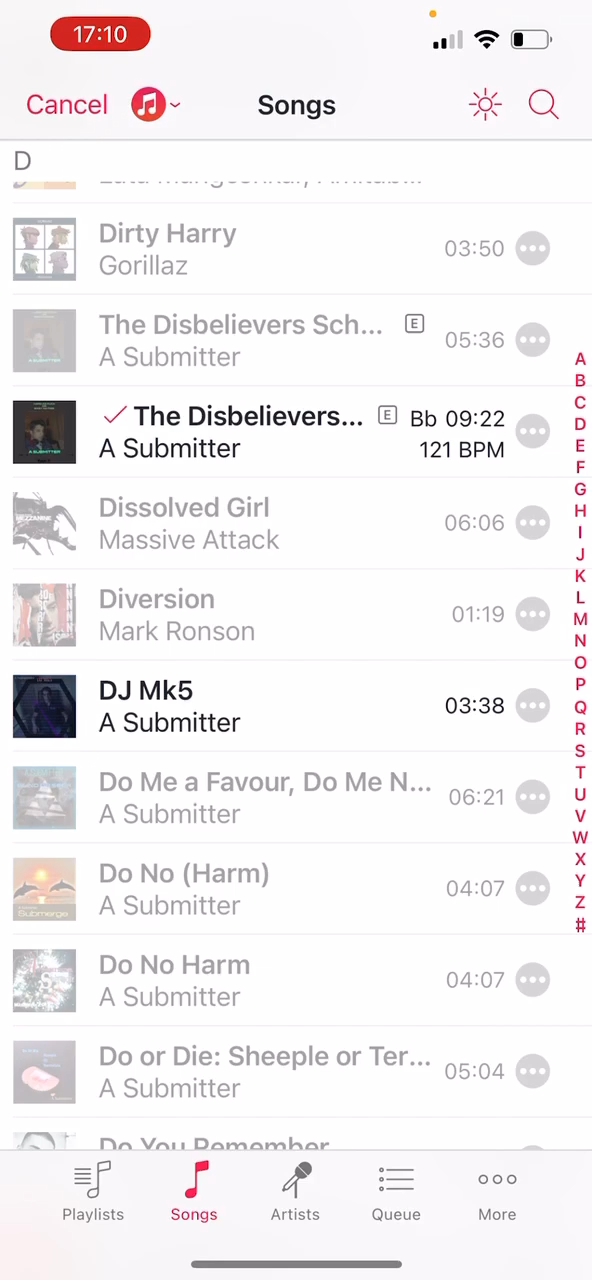 17:10
Cancel
Songs
D
Dirty Harry
Gorillaz
03:50
The Disbelievers Sch...
E
05:36
A Submitter
The Disbelievers...
E
Bb 09:22
A Submitter
121 BPM
Dissolved Girl
Massive Attack
06:06
Diversion
Mark Ronson
01:19
DJ Mk5
A Submitter
03:38
Do Me a Favour, Do Me N...
A Submitter
06:21
Do No (Harm)
A Submitter
04:07
Submerge
Do No Harm
A Submitter
04:07
Do or Die: Sheeple or Ter...
A Submitter
05:04
Do You Remember
A
B
C
D
E
F
G
H
I
J
K
L
M
N
O
P
Q
R
S
T
U
V
W
X
Y
Z
#
Playlists
Songs
Artists
Queue
More